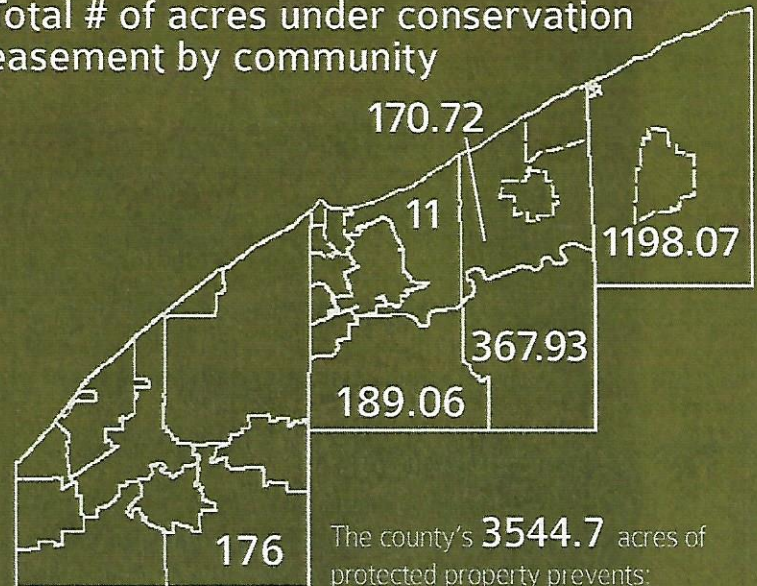 Total # of acres under conservation
easement by community
170.72
11
1198.07
367.93
189.06
176
The county's 3544.7 acres of
protected property prevents: